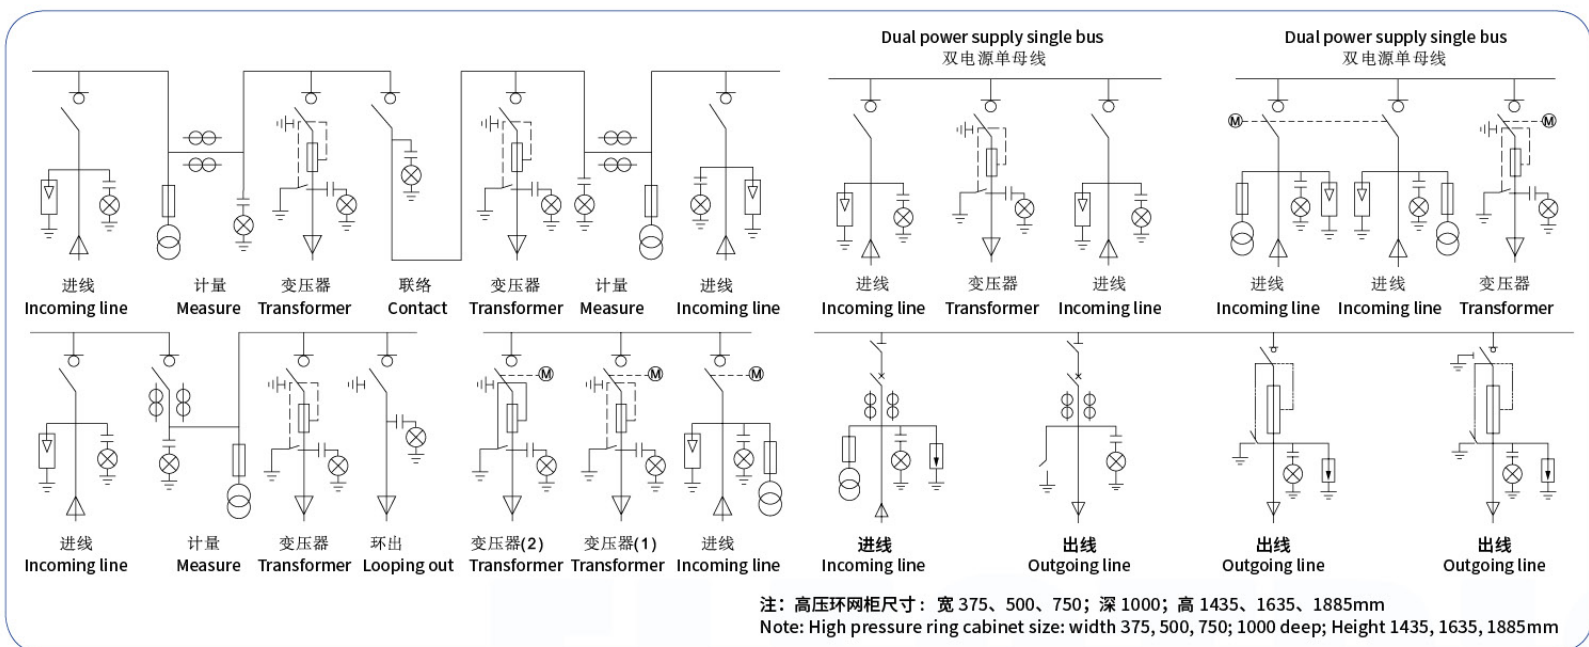 Dual power supply single bus
双电源单母线
Dual power supply single bus
双电源单母线
M
M
进线
Incoming line
计量
Measure
变压器
Transformer
联络
Contact
变压器
Transformer
计量
Measure
进线
Incoming line
进线
Incoming line
变压器
Transformer
进线
Incoming line
进线
Incoming line
进线
Incoming line
变压器
Transformer
M
M
M
进线
Incoming line
计量
Measure
变压器
Transformer
环出
Looping out
变压器(2)
Transformer
变压器(1)
Transformer
进线
Incoming line
进线
Incoming line
出线
Outgoing line
出线
Outgoing line
出线
Outgoing line
注：高压环网柜尺寸：宽 375、500、750；深 1000；高 1435、1635、1885mm
Note: High pressure ring cabinet size: width 375, 500, 750; 1000 deep; Height 1435, 1635, 1885mm